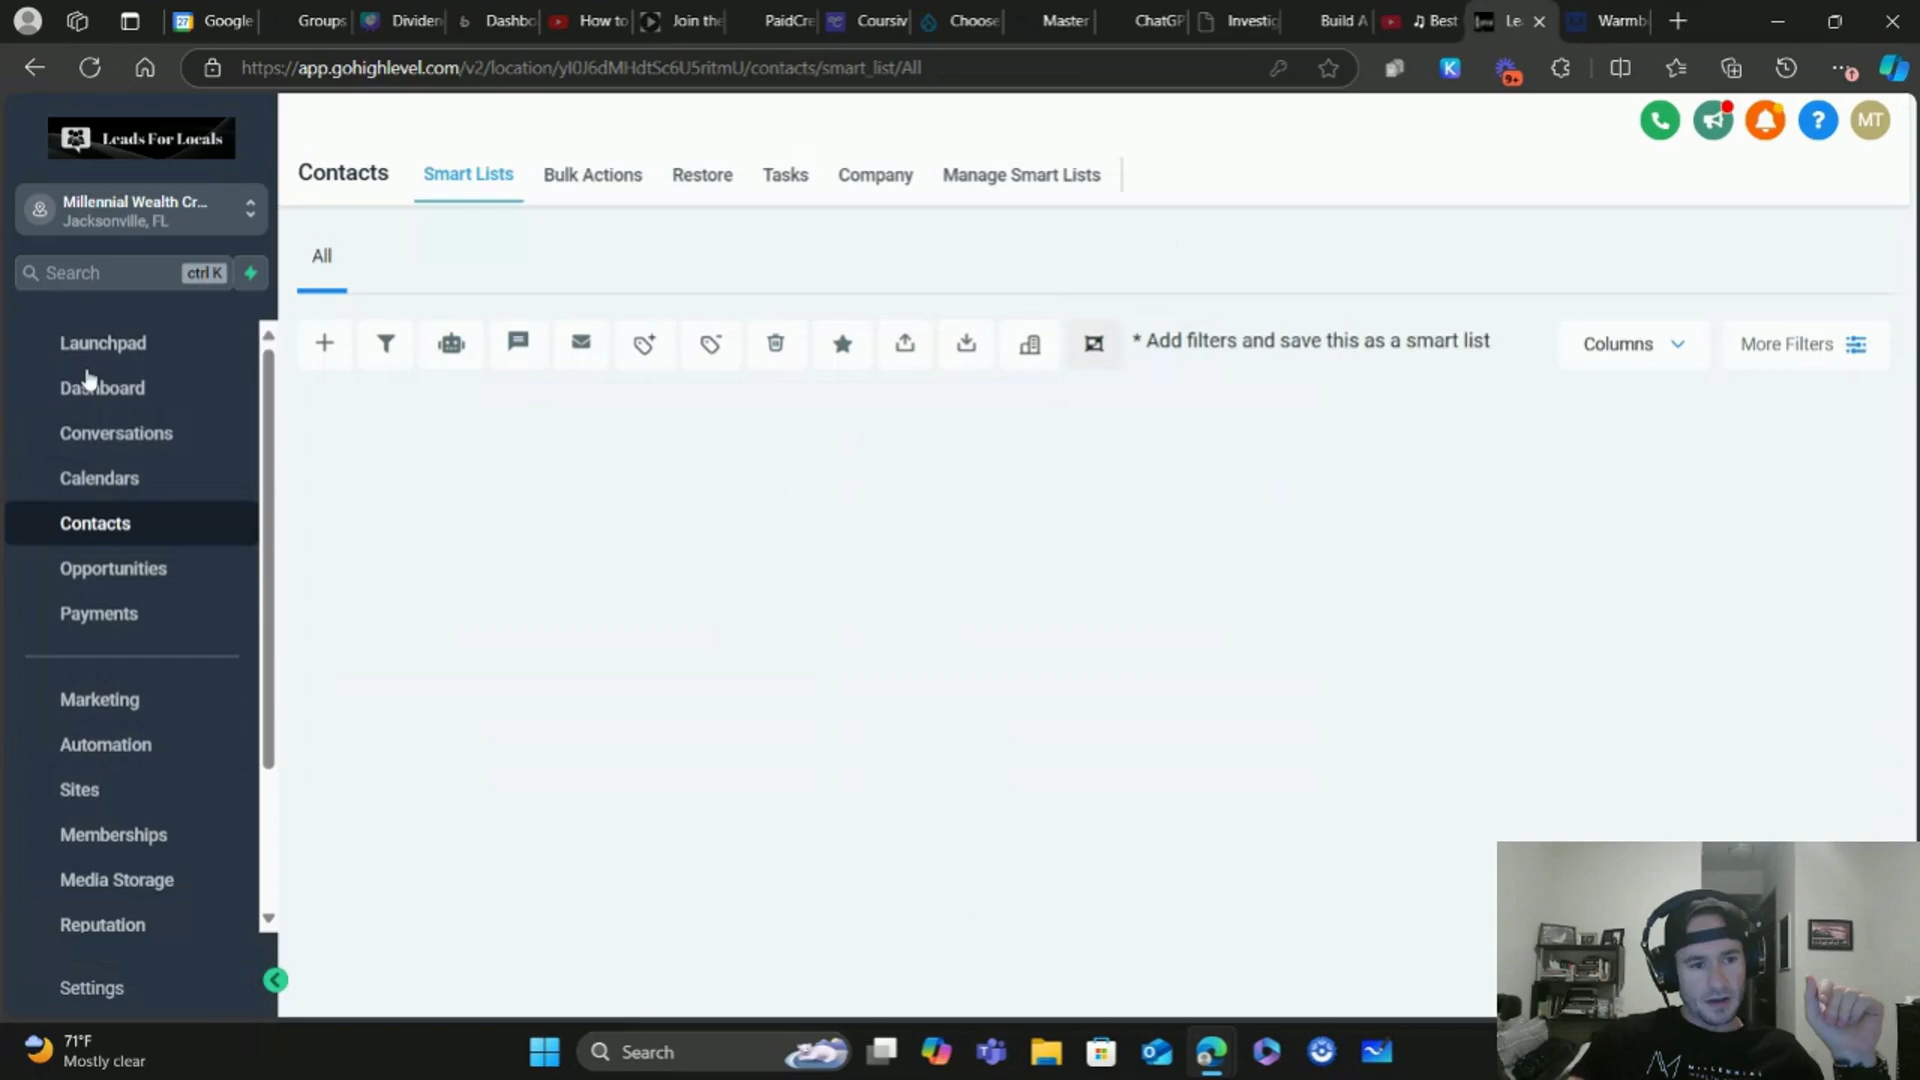 Google
Groups
Dividen
Dashbo
How to
Join the
PaidCre
Coursiv
Choose
Master
ChatGP
Investig
Build A
♫ Best
Le
Warmb
https://app.gohighlevel.com/v2/location/yl0J6dMHdtSc6U5ritmU/contacts/smart_list/All
K
9+
Leads For Locals
Millennial Wealth Cr...
Jacksonville, FL
Search ctrl K
Launchpad
Dashboard
Conversations
Calendars
Contacts
Opportunities
Payments
Marketing
Automation
Sites
Memberships
Media Storage
Reputation
Settings
? MT
Contacts Smart Lists Bulk Actions Restore Tasks Company Manage Smart Lists
All
* Add filters and save this as a smart list
Columns
More Filters
71°F
Mostly clear
Search